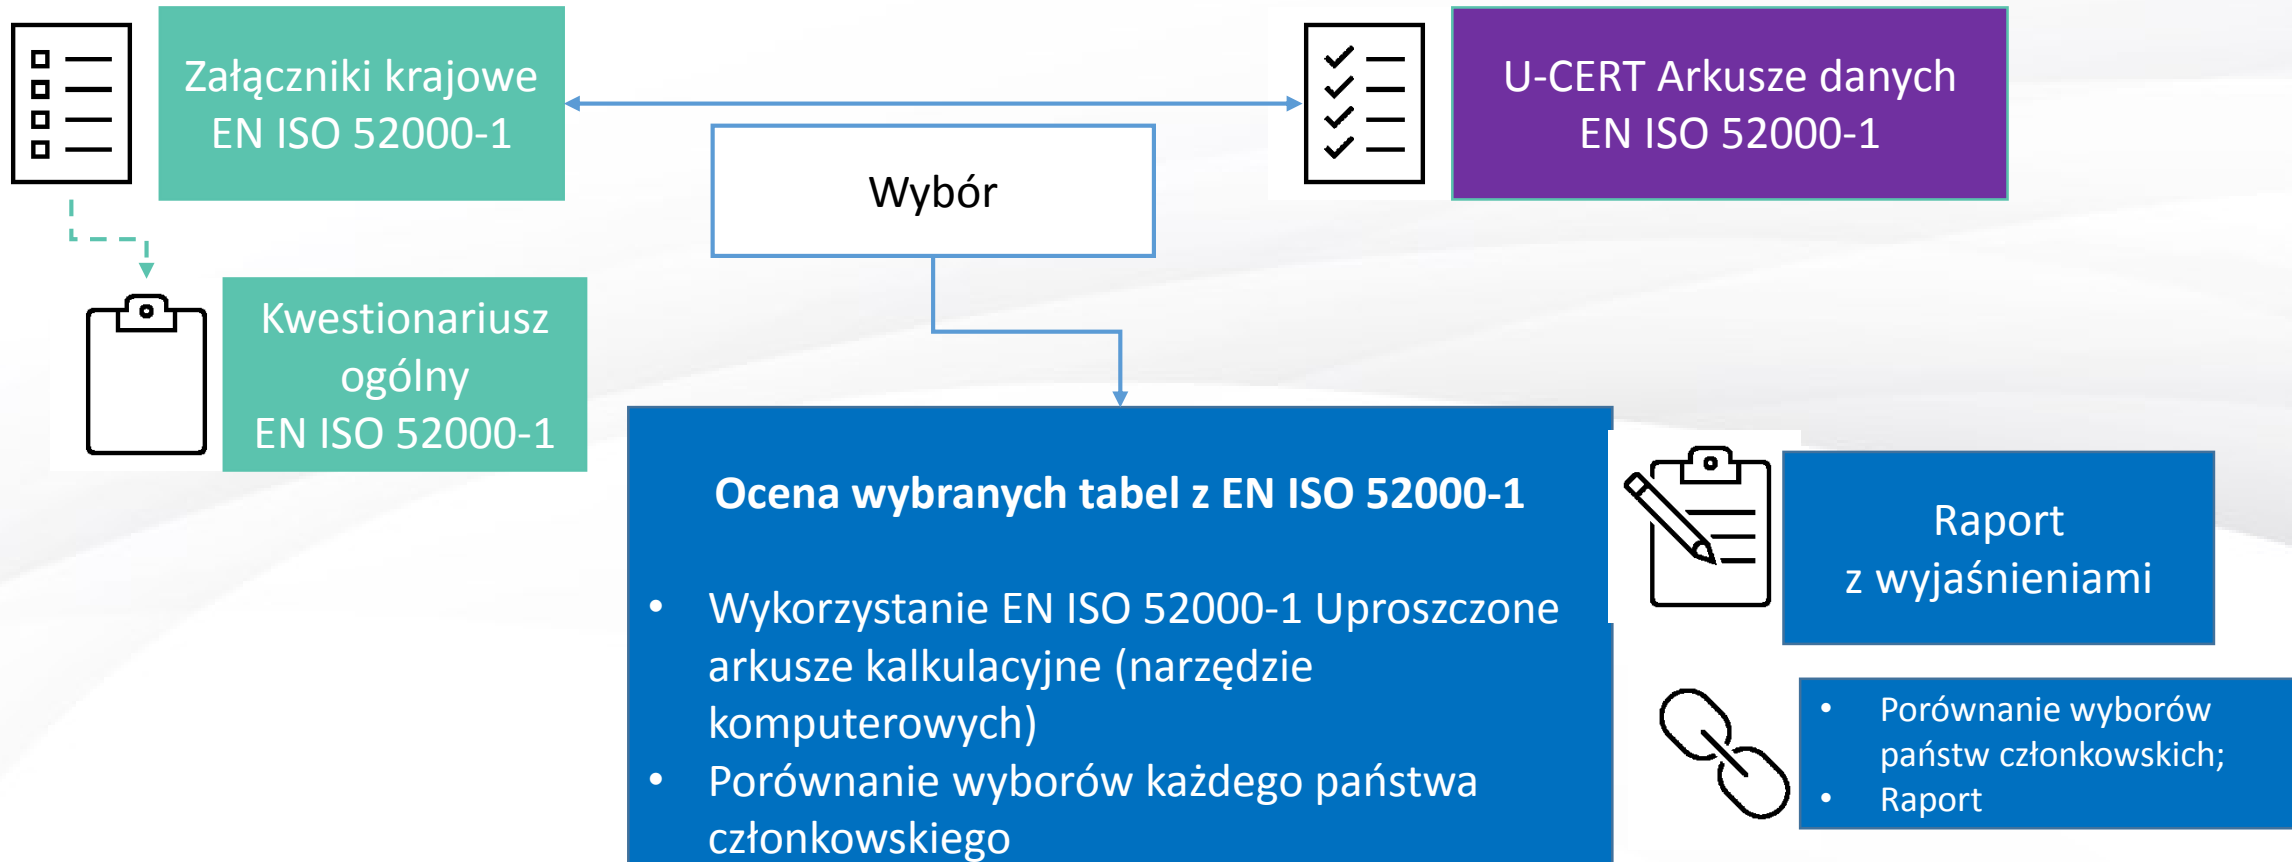 Załączniki krajowe
EN ISO 52000-1
U-CERT Arkusze danych
EN ISO 52000-1
Wybór
Kwestionariusz
ogólny
EN ISO 52000-1
Ocena wybranych tabel z EN ISO 52000-1
• Wykorzystanie EN ISO 52000-1 Uproszczone
arkusze kalkulacyjne (narzędzie
komputerowych)
• Porównanie wyborów każdego państwa
członkowskiego
Raport
z wyjaśnieniami
• Porównanie wyborów
państw członkowskich;
• Raport